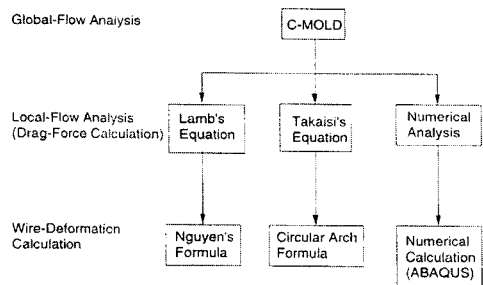 Global-Flow Analysis
C-MOLD
Local-Flow Analysis
(Drag-Force Calculation)
Lamb's
Equation
Takaisi's
Equation
Numerical
Analysis
Wire-Deformation
Calculation
Nguyen's
Formula
Circular Arch
Formula
Numerical
Calculation
(ABAQUS)